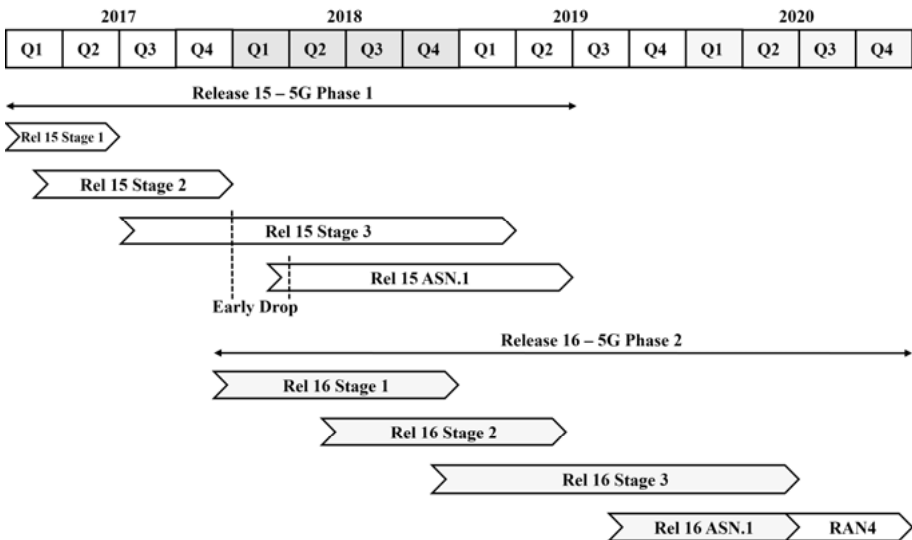 2017 2018 2019 2020
Q1 Q2 Q3 Q4 Q1 Q2 Q3 Q4 Q1 Q2 Q3 Q4 Q1 Q2 Q3 Q4
Release 15 – 5G Phase 1
Rel 15 Stage 1
Rel 15 Stage 2
Rel 15 Stage 3
Rel 15 ASN.1
Early Drop
Release 16 – 5G Phase 2
Rel 16 Stage 1
Rel 16 Stage 2
Rel 16 Stage 3
Rel 16 ASN.1 RAN4